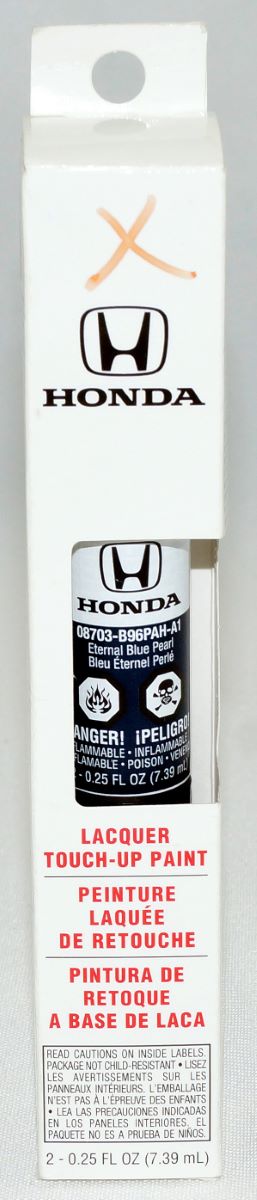 HONDA
HONDA
08703-B96PAH-A1
Eternal Blue Pearl
Bleu Éternel Perlé
ANGER! ¡PELIGRO
LAMMABLE • INFLAMMABLE
FLAMABLE • POISON • VENE
- 0.25 FL OZ (7.39 mL)
LACQUER
TOUCH-UP PAINT
PEINTURE
LAQUÉE
DE RETOUCHE
PINTURA DE
RETOQUE
A BASE DE LACA
READ CAUTIONS ON INSIDE LABELS.
PACKAGE NOT CHILD-RESISTANT • LISEZ
LES AVERTISSEMENTS SUR LES
PANNEAUX INTÉRIEURS. L'EMBALLAGE
N'EST PAS À L'ÉPREUVE DES ENFANTS
• LEA LAS PRECAUCIONES INDICADAS
EN LOS PANELES INTERIORES. EL
PAQUETE NO ES A PRUEBA DE NIÑOS.
2 - 0.25 FL OZ (7.39 mL)